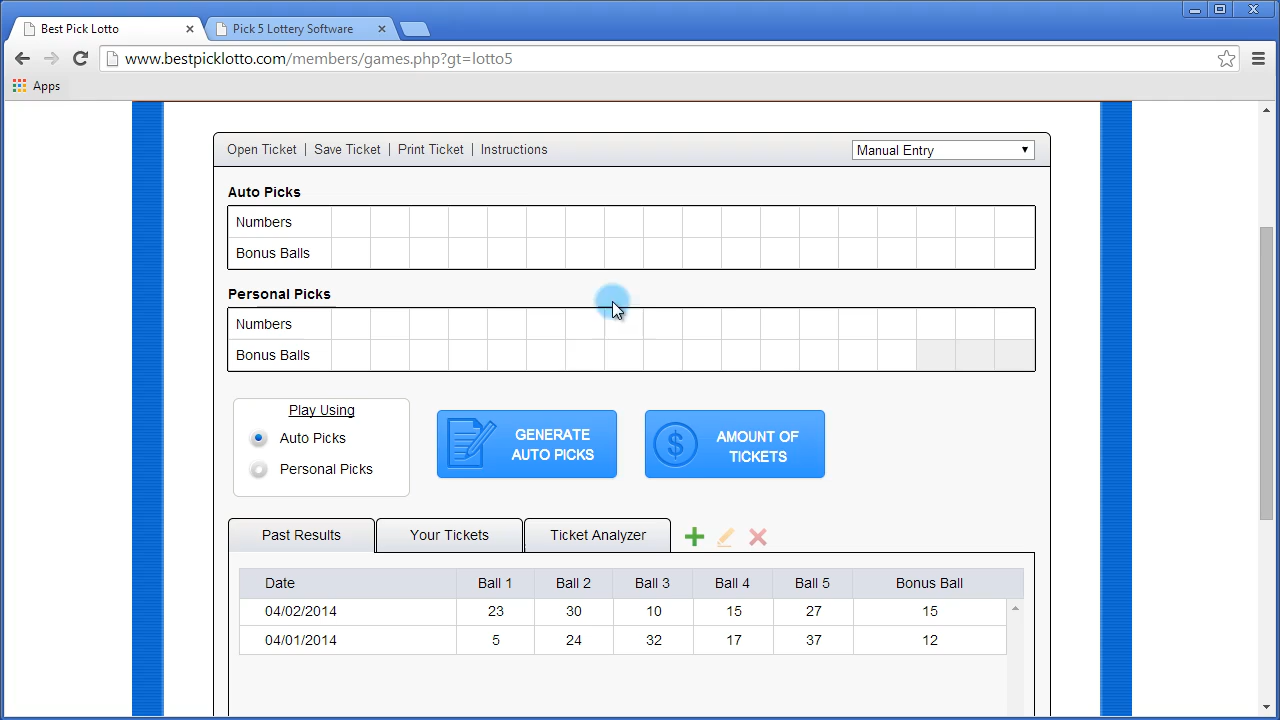 Best Pick Lotto × Pick 5 Lottery Software ×
www.bestpicklotto.com/members/games.php?gt=lotto5
Apps
Open Ticket | Save Ticket | Print Ticket | Instructions Manual Entry
Auto Picks
Numbers
Bonus Balls
Personal Picks
Numbers
Bonus Balls
Play Using
Auto Picks
Personal Picks
GENERATE
AUTO PICKS
$
AMOUNT OF
TICKETS
Past Results Your Tickets Ticket Analyzer
Date Ball 1 Ball 2 Ball 3 Ball 4 Ball 5 Bonus Ball
04/02/2014 23 30 10 15 27 15
04/01/2014 5 24 32 17 37 12